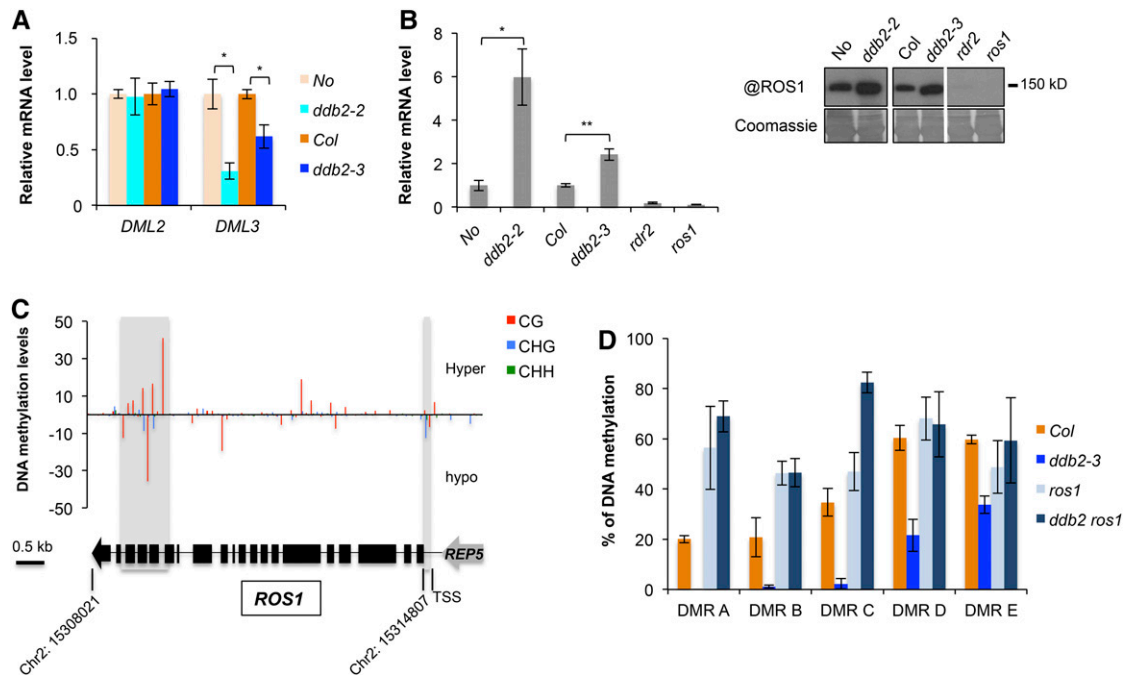 A
Relative mRNA level
1.5
1.0
0.5
0
*
*
No
ddb2-2
Col
ddb2-3
DML2
DML3
B
Relative mRNA level
8
6
4
2
0
*
**
No
ddb2-2
Col
ddb2-3
rdr2
ros1
No
ddb2-2
Col
ddb2-3
rdr2
ros1
@ROS1
150 kD
Coomassie
C
DNA methylation levels
50
30
10
-10
-30
-50
CG
CHG
CHH
Hyper
hypo
0.5 kb
REP5
ROS1
TSS
Chr2: 15308021
Chr2: 15314807
D
% of DNA methylation
100
80
60
40
20
0
DMR A
DMR B
DMR C
DMR D
DMR E
Col
ddb2-3
ros1
ddb2 ros1